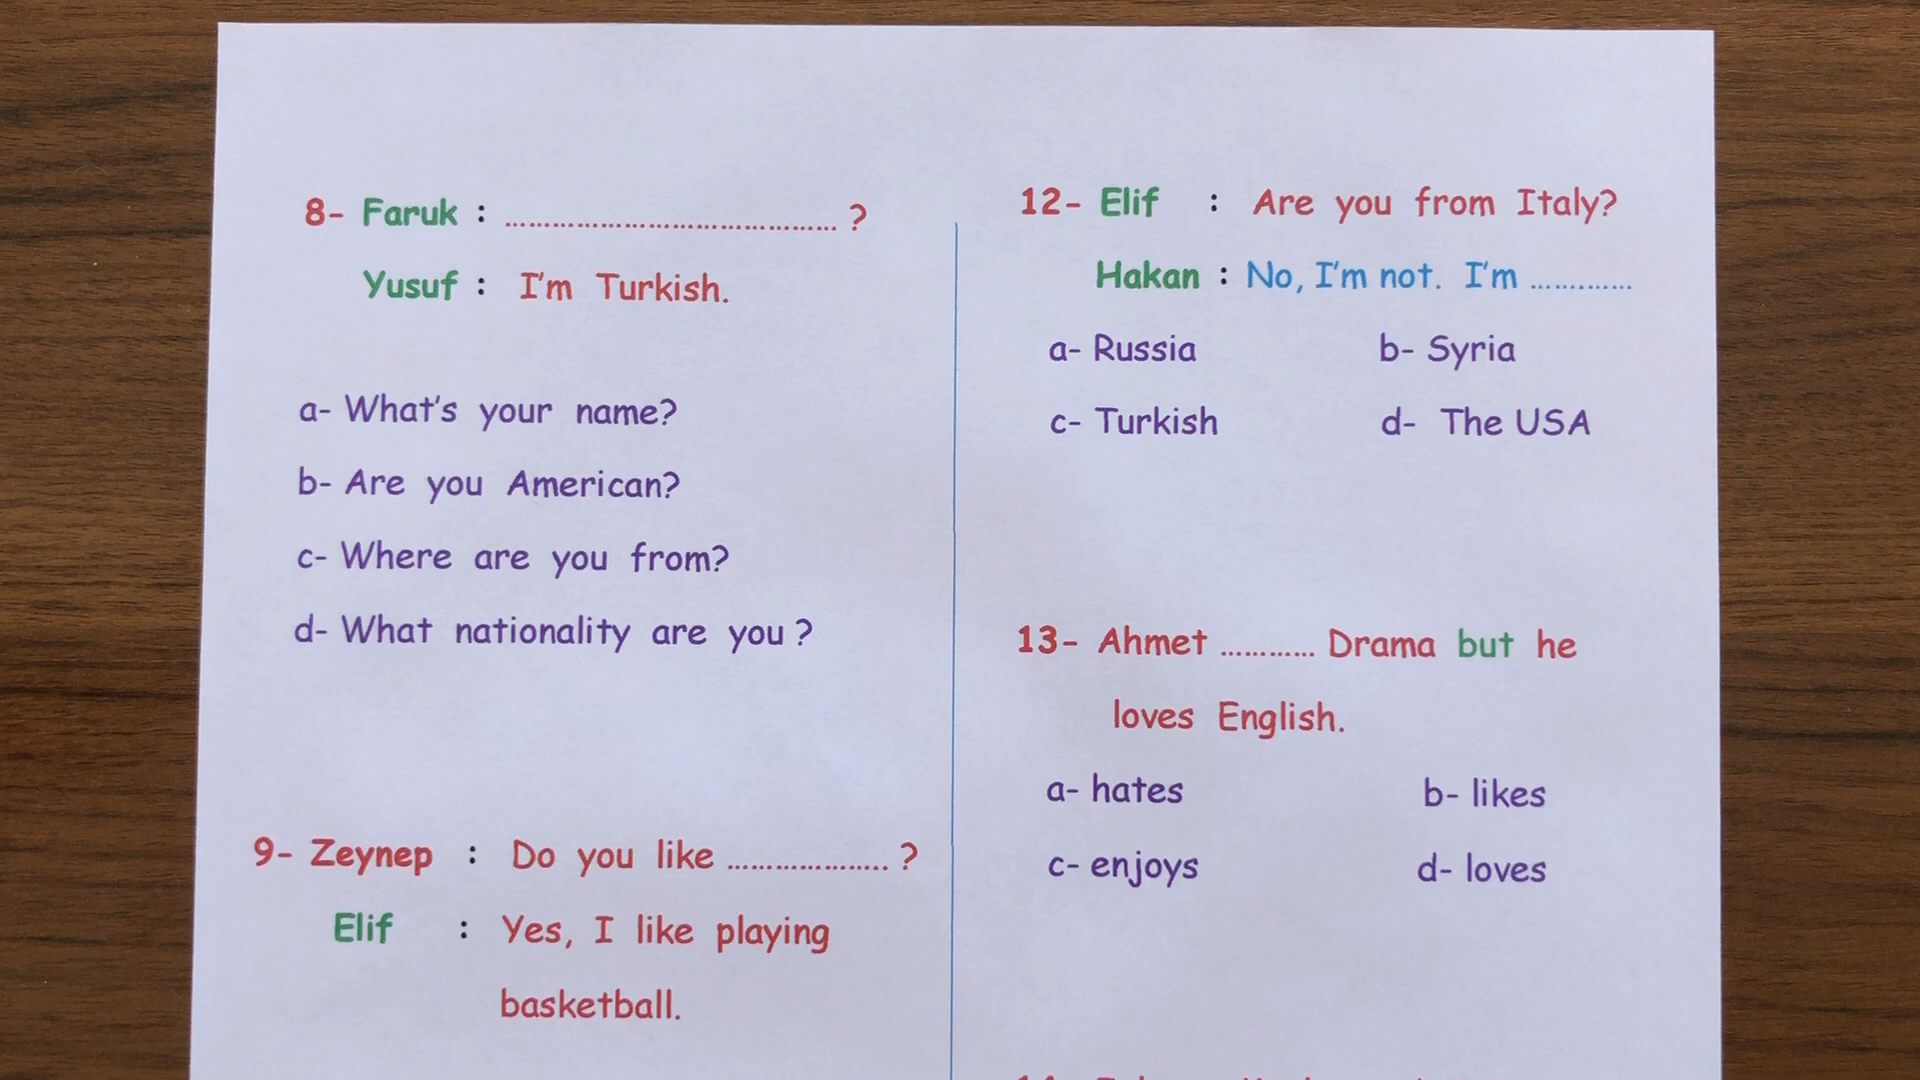 8- Faruk : ......................................... ?
Yusuf : I'm Turkish.
a- What's your name?
b- Are you American?
c- Where are you from?
d- What nationality are you ?
9- Zeynep : Do you like .................... ?
Elif : Yes, I like playing
basketball.
12- Elif : Are you from Italy?
Hakan : No, I'm not. I'm .............
a- Russia b- Syria
c- Turkish d- The USA
13- Ahmet ............ Drama but he
loves English.
a- hates b- likes
c- enjoys d- loves